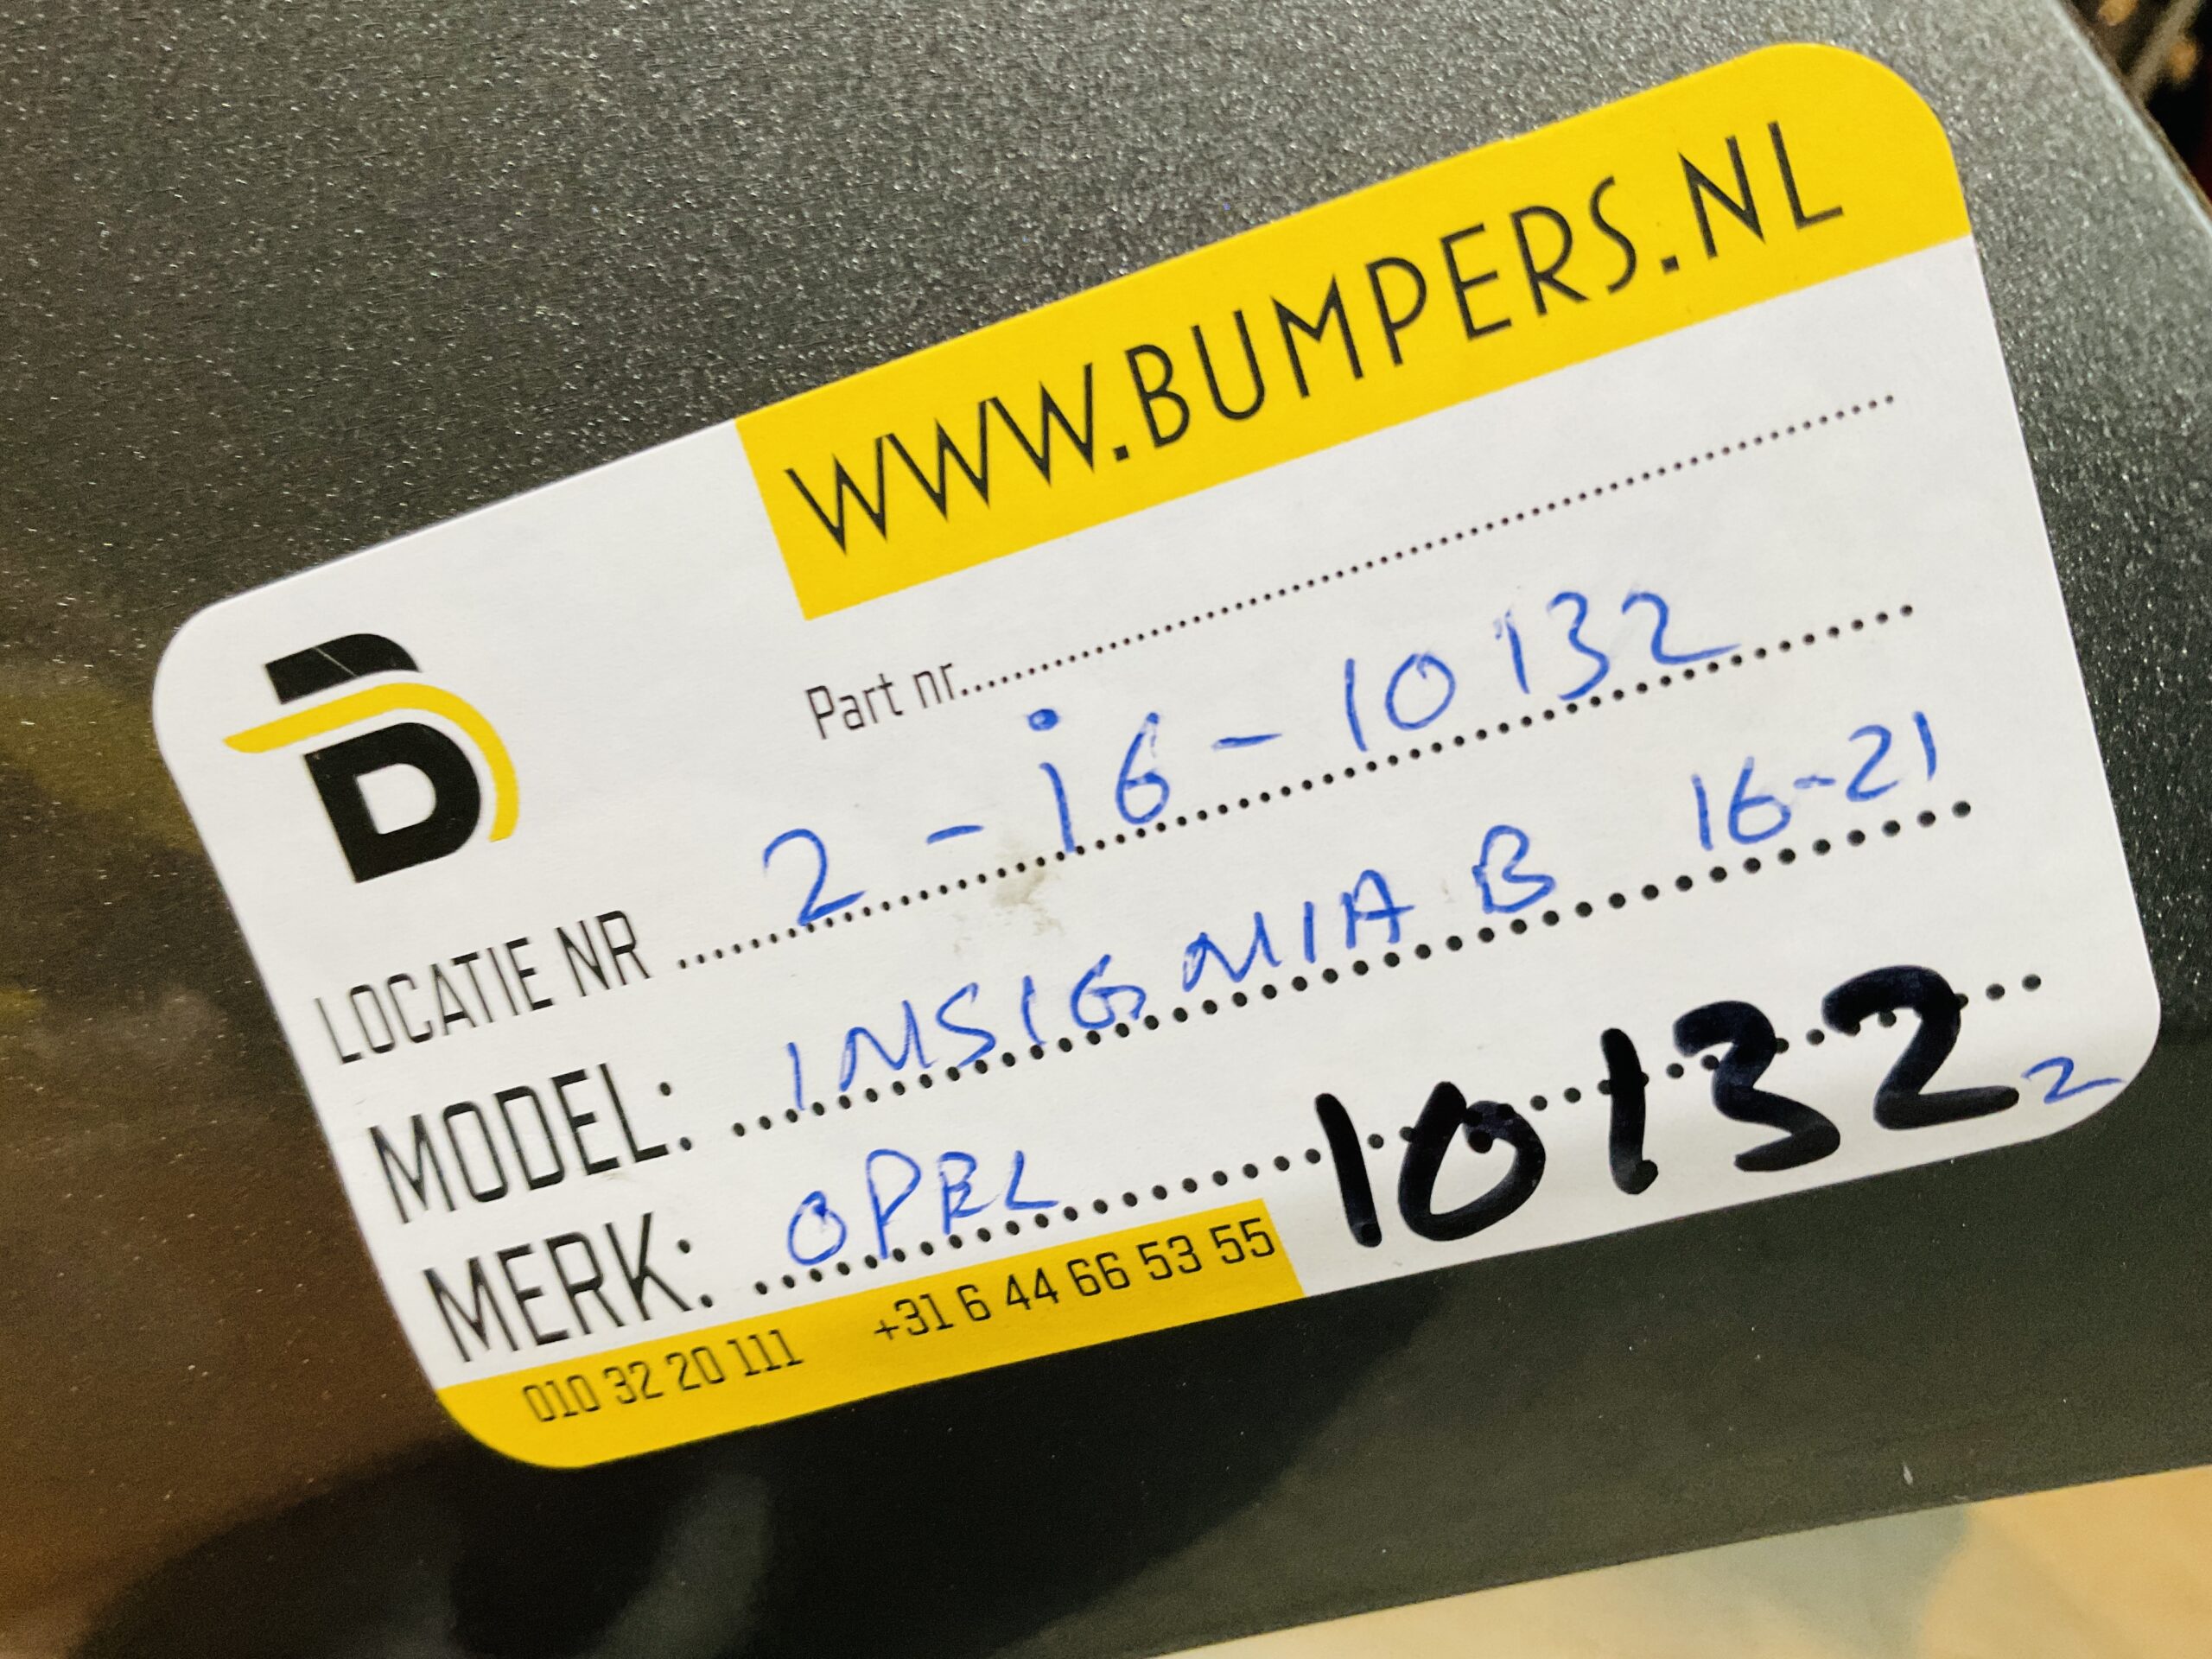 WWW.BUMPERS.NL
Part nr
LOCATIE NR 2 - i6 - 10132
MODEL: INSIGNIA B 16-21
MERK: OPEL
10132 2
010 32 20 111 +31 6 44 66 53 55